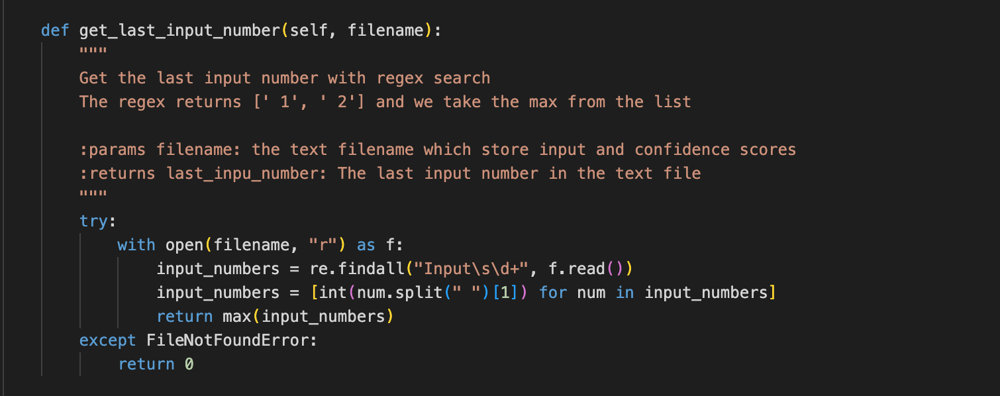 def get_last_input_number(self, filename):
"""
Get the last input number with regex search
The regex returns [' 1', ' 2'] and we take the max from the list
:params filename: the text filename which store input and confidence scores
:returns last_inpu_number: The last input number in the text file
"""
try:
with open(filename, "r") as f:
input_numbers = re.findall("Input\s\d+", f.read())
input_numbers = [int(num.split(" ")[1]) for num in input_numbers]
return max(input_numbers)
except FileNotFoundError:
return 0